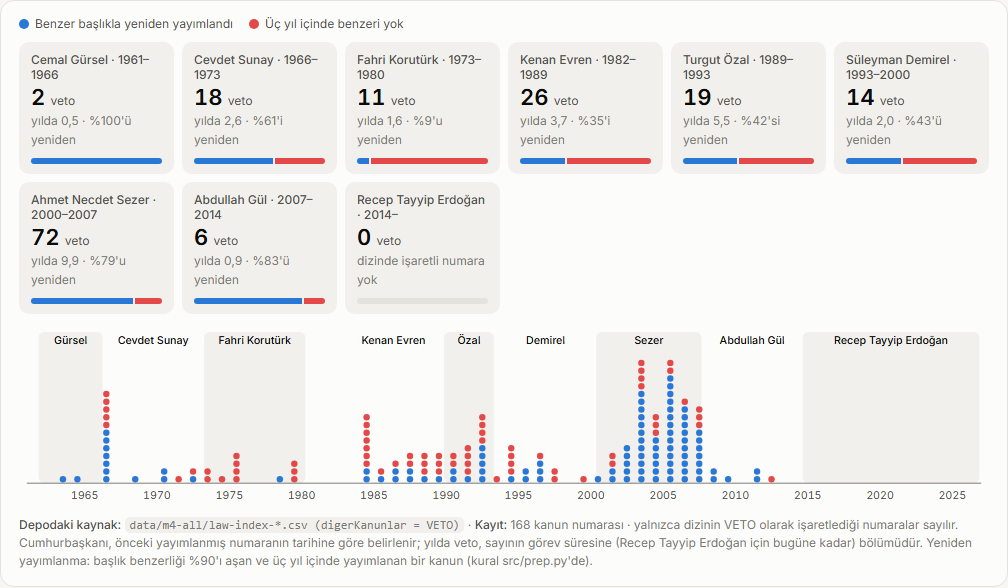 Benzer başlıkla yeniden yayımlandı Üç yıl içinde benzeri yok
Cemal Gürsel · 1961–
1966
2 veto
yılda 0,5 · %100'ü
yeniden
Cevdet Sunay · 1966–
1973
18 veto
yılda 2,6 · %61'i
yeniden
Fahri Korutürk · 1973–
1980
11 veto
yılda 1,6 · %9'u
yeniden
Kenan Evren · 1982–
1989
26 veto
yılda 3,7 · %35'i
yeniden
Turgut Özal · 1989–
1993
19 veto
yılda 5,5 · %42'si
yeniden
Süleyman Demirel ·
1993–2000
14 veto
yılda 2,0 · %43'ü
yeniden
Ahmet Necdet Sezer ·
2000–2007
72 veto
yılda 9,9 · %79'u
yeniden
Abdullah Gül · 2007–
2014
6 veto
yılda 0,9 · %83'ü
yeniden
Recep Tayyip Erdoğan
· 2014–
0 veto
dizinde işaretli numara
yok
Gürsel Cevdet Sunay Fahri Korutürk Kenan Evren Özal Demirel Sezer Abdullah Gül Recep Tayyip Erdoğan
1965 1970 1975 1980 1985 1990 1995 2000 2005 2010 2015 2020 2025
Depodaki kaynak: data/m4-all/law-index-*.csv (digerKanunlar = VETO) · Kayıt: 168 kanun numarası · yalnızca dizinin VETO olarak işaretlediği numaralar sayılır.
Cumhurbaşkanı, önceki yayımlanmış numaranın tarihine göre belirlenir; yılda veto, sayının görev süresine (Recep Tayyip Erdoğan için bugüne kadar) bölümüdür. Yeniden
yayımlanma: başlık benzerliği %90'ı aşan ve üç yıl içinde yayımlanan bir kanun (kural src/prep.py'de).